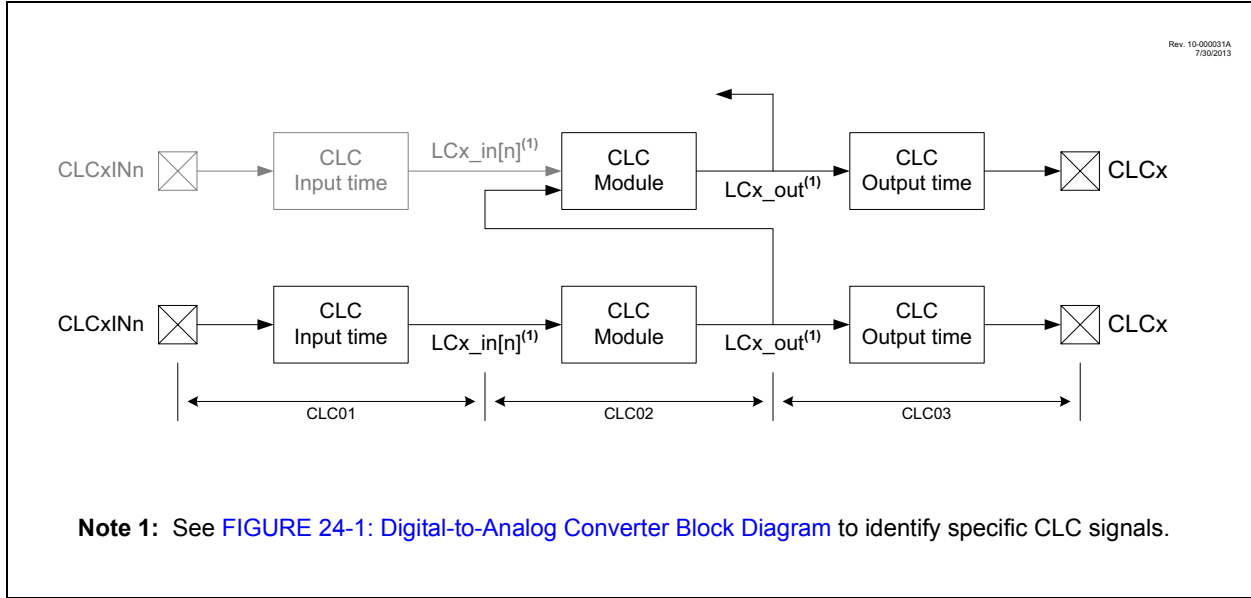 Rev. 10-000031A
7/30/2013
CLCxINn
CLC
Input time
LCx_in[n](1)
CLC
Module
LCx_out(1)
CLC
Output time
CLCx
CLCxINn
CLC
Input time
LCx_in[n](1)
CLC
Module
LCx_out(1)
CLC
Output time
CLCx
CLC01
CLC02
CLC03
Note 1: See FIGURE 24-1: Digital-to-Analog Converter Block Diagram to identify specific CLC signals.